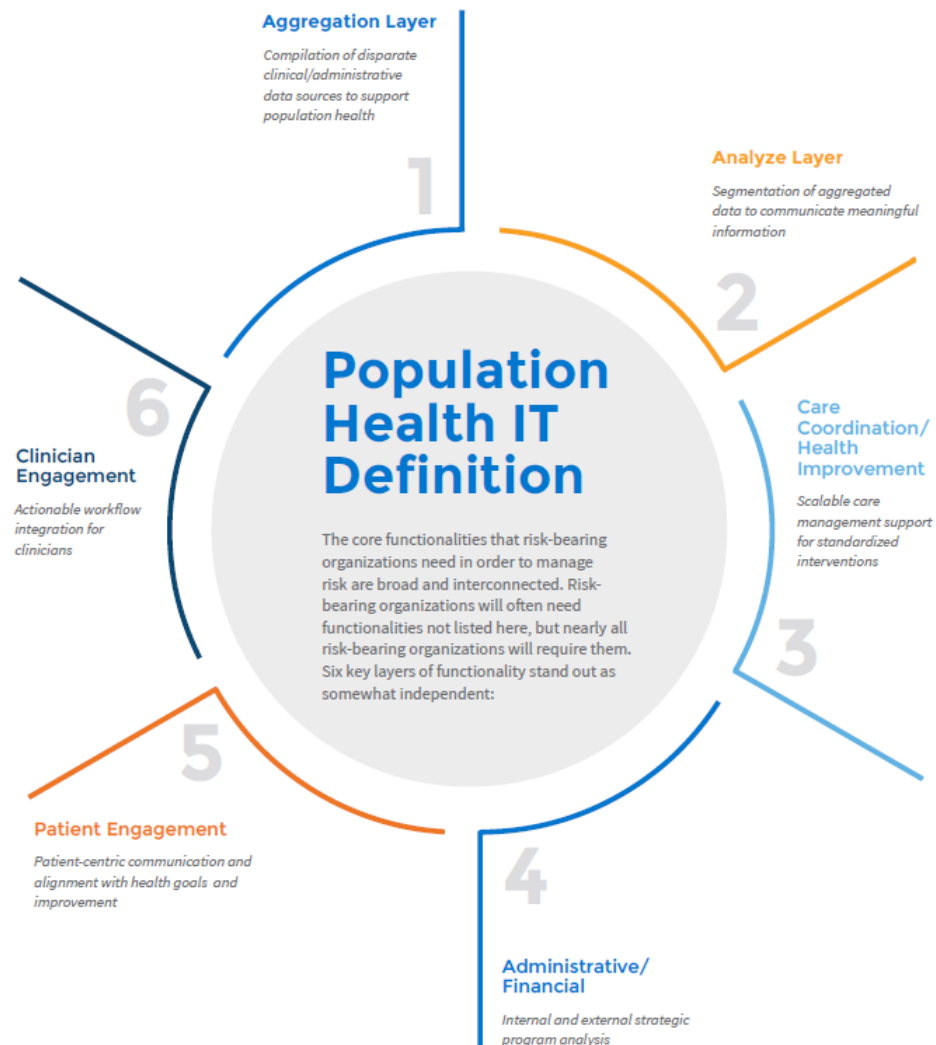 Aggregation Layer
Compilation of disparate
clinical/administrative
data sources to support
population health
1
Analyze Layer
Segmentation of aggregated
data to communicate meaningful
information
2
Population
Health IT
Definition
The core functionalities that risk-bearing
organizations need in order to manage
risk are broad and interconnected. Risk-
bearing organizations will often need
functionalities not listed here, but nearly all
risk-bearing organizations will require them.
Six key layers of functionality stand out as
somewhat independent:
Care
Coordination/
Health
Improvement
Scalable care
management support
for standardized
interventions
3
4
Administrative/
Financial
Internal and external strategic
program analysis
5
Patient Engagement
Patient-centric communication and
alignment with health goals and
improvement
6
Clinician
Engagement
Actionable workflow
integration for
clinicians